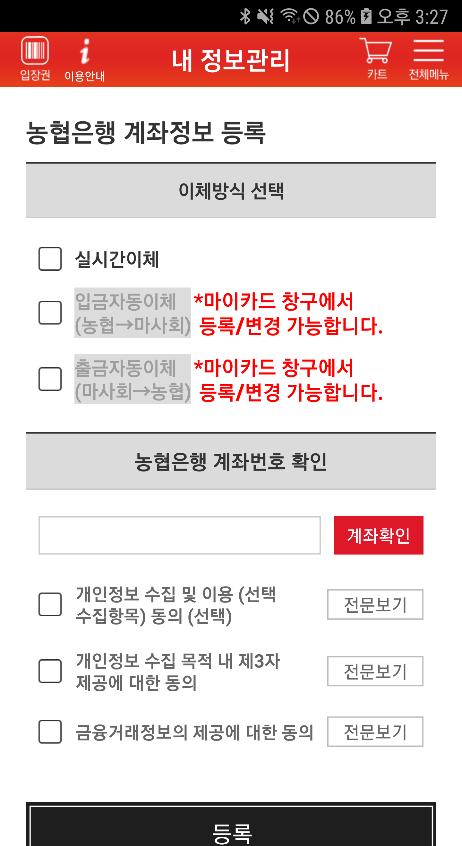 86% 오후 3:27
입장권 이용안내 내 정보관리 카트 전체메뉴
농협은행 계좌정보 등록
이체방식 선택
실시간이체
입금자동이체 *마이카드 창구에서
(농협→마사회) 등록/변경 가능합니다.
출금자동이체 *마이카드 창구에서
(마사회→농협) 등록/변경 가능합니다.
농협은행 계좌번호 확인
계좌확인
개인정보 수집 및 이용 (선택
수집항목) 동의 (선택) 전문보기
개인정보 수집 목적 내 제3자
제공에 대한 동의 전문보기
금융거래정보의 제공에 대한 동의 전문보기
등록